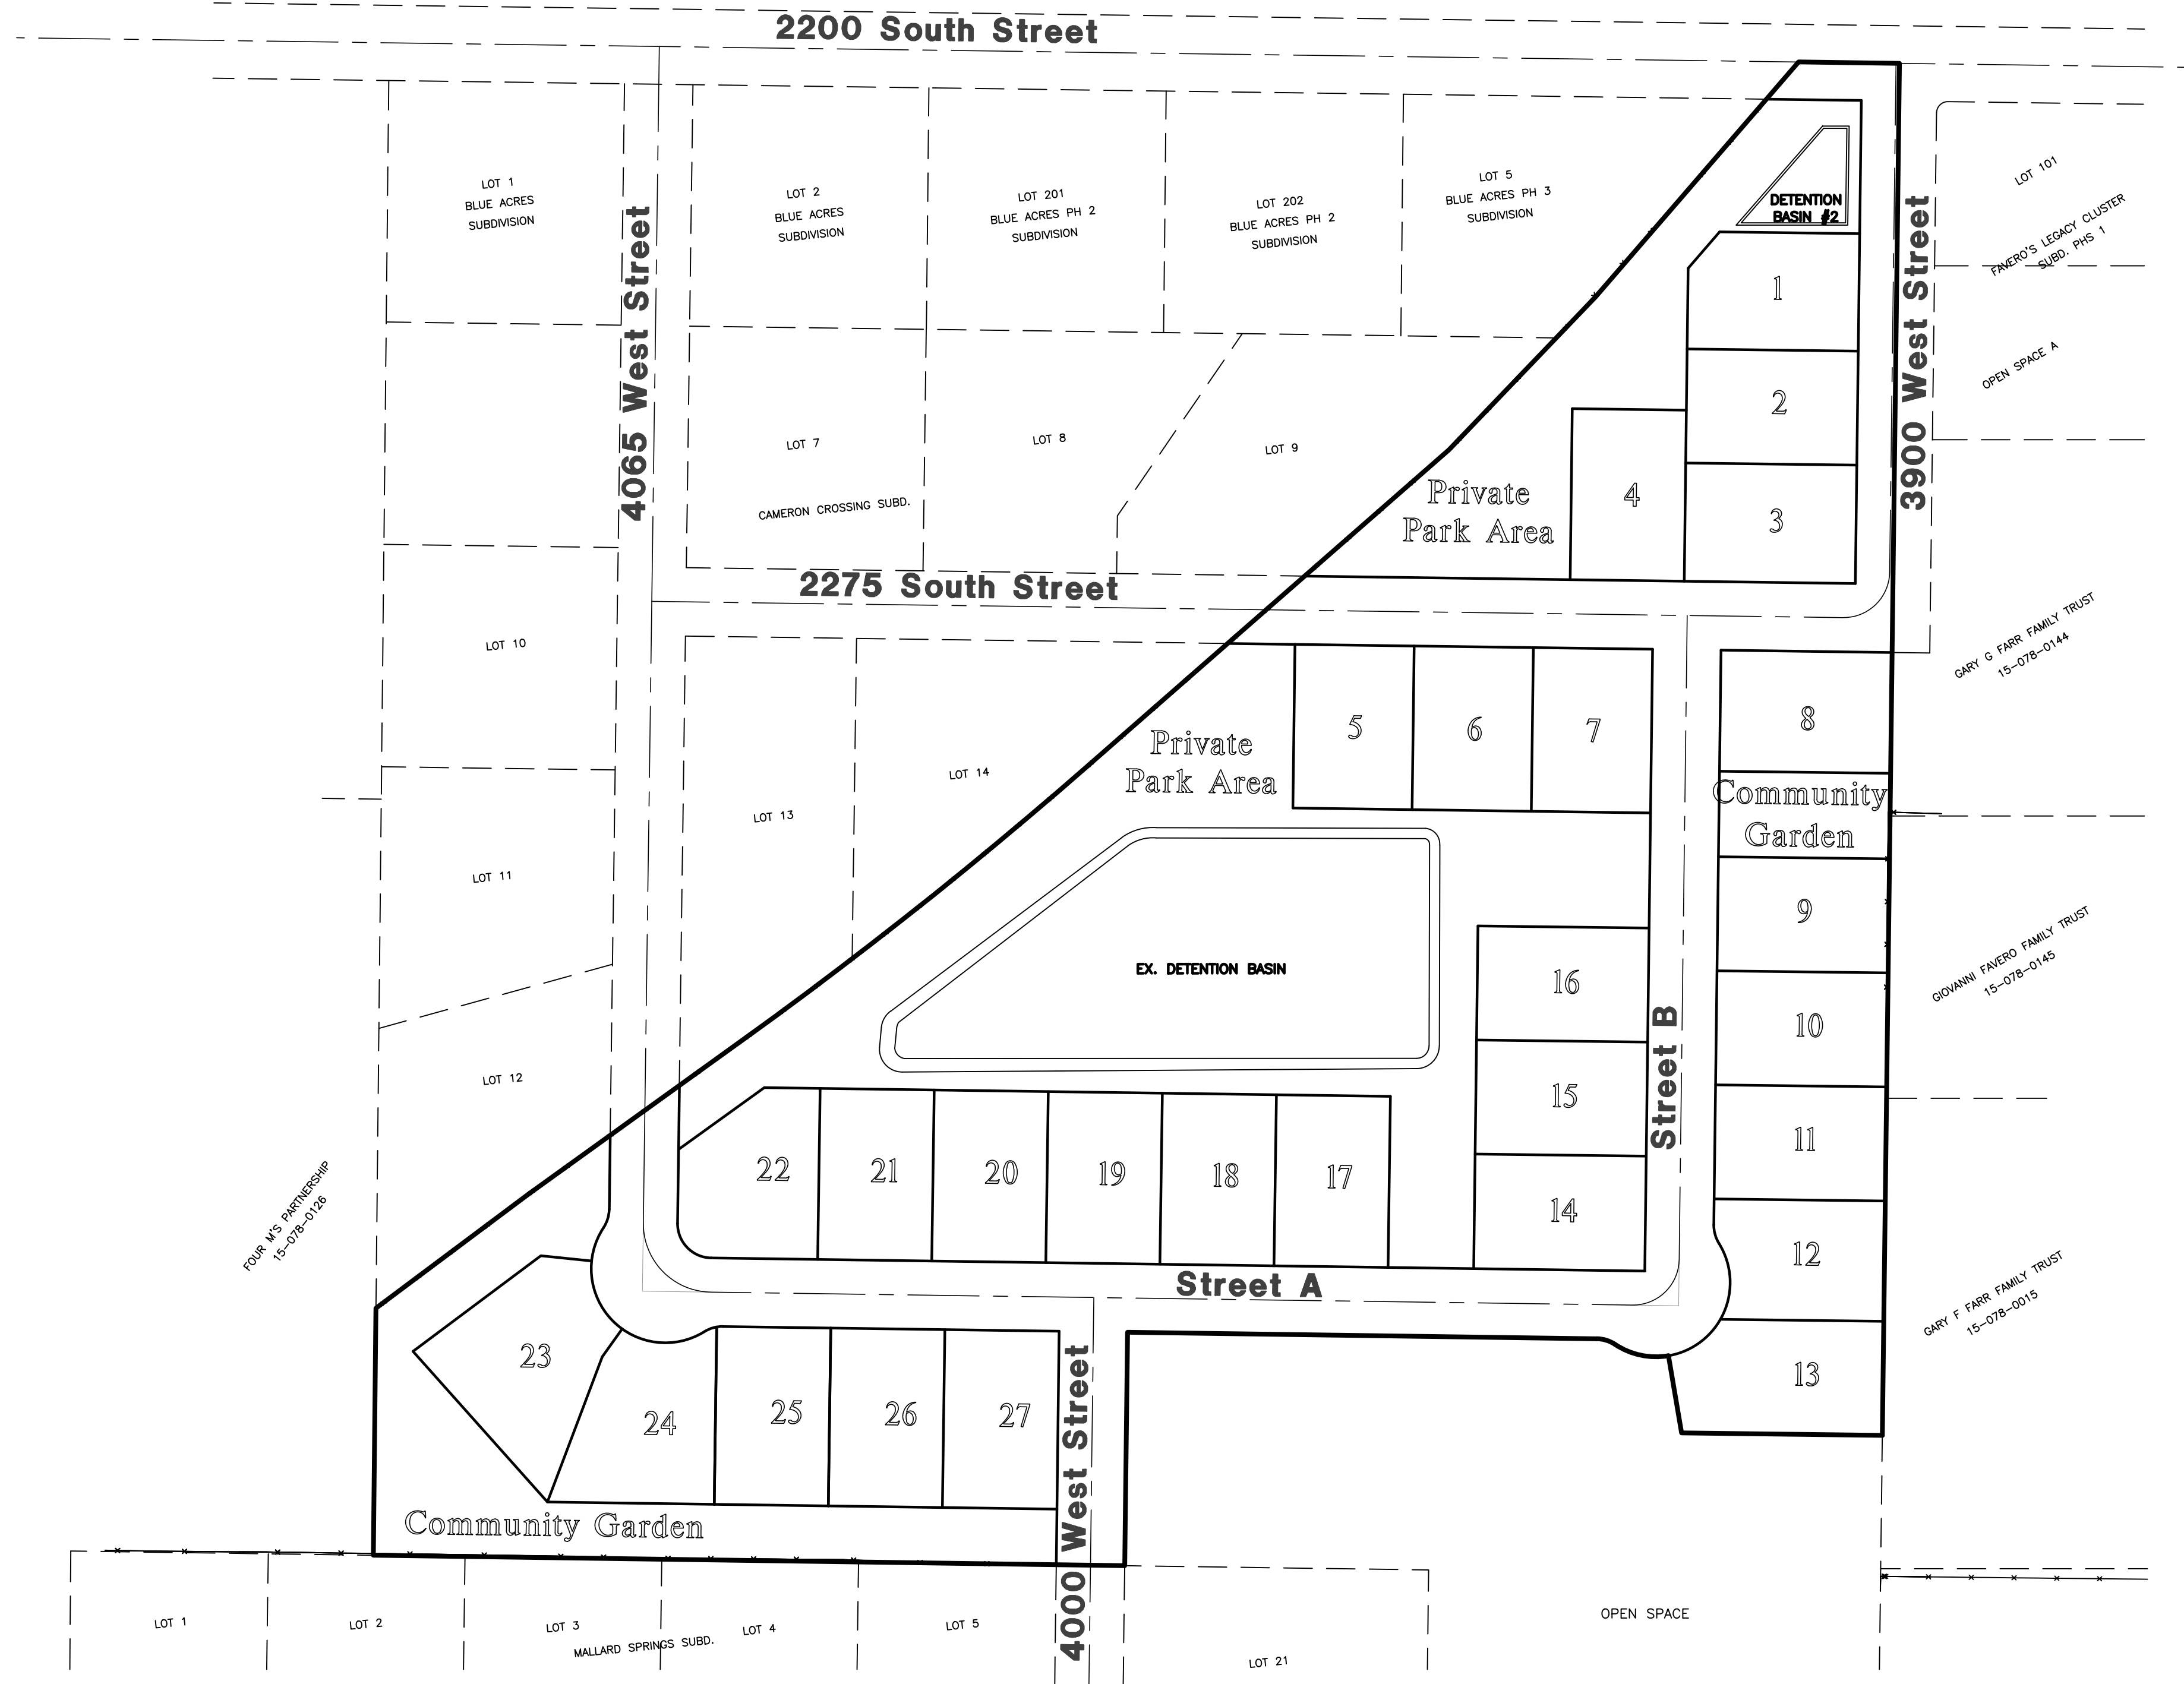 2200 South Street
LOT 1
BLUE ACRES
SUBDIVISION
LOT 2
BLUE ACRES
SUBDIVISION
LOT 201
BLUE ACRES PH 2
SUBDIVISION
LOT 202
BLUE ACRES PH 2
SUBDIVISION
LOT 5
BLUE ACRES PH 3
SUBDIVISION
DETENTION
BASIN #2
LOT 101
FAVERO'S LEGACY CLUSTER
SUBD. PHS 1
4065 West Street
3900 West Street
1
OPEN SPACE A
2
LOT 7
LOT 8
LOT 9
CAMERON CROSSING SUBD.
Private
Park Area
4
3
2275 South Street
LOT 10
GARY G FARR FAMILY TRUST
15-078-0144
Private
Park Area
5
6
7
8
LOT 14
LOT 13
Community
Garden
LOT 11
9
GIOVANNI FAVERO FAMILY TRUST
15-078-0145
EX. DETENTION BASIN
16
10
LOT 12
15
Street B
11
FOUR M'S PARTNERSHIP
15-078-0126
22
21
20
19
18
17
14
12
GARY F FARR FAMILY TRUST
15-078-0015
Street A
23
24
25
26
27
13
4000 West Street
Community Garden
LOT 1
LOT 2
LOT 3
LOT 4
LOT 5
MALLARD SPRINGS SUBD.
LOT 21
OPEN SPACE